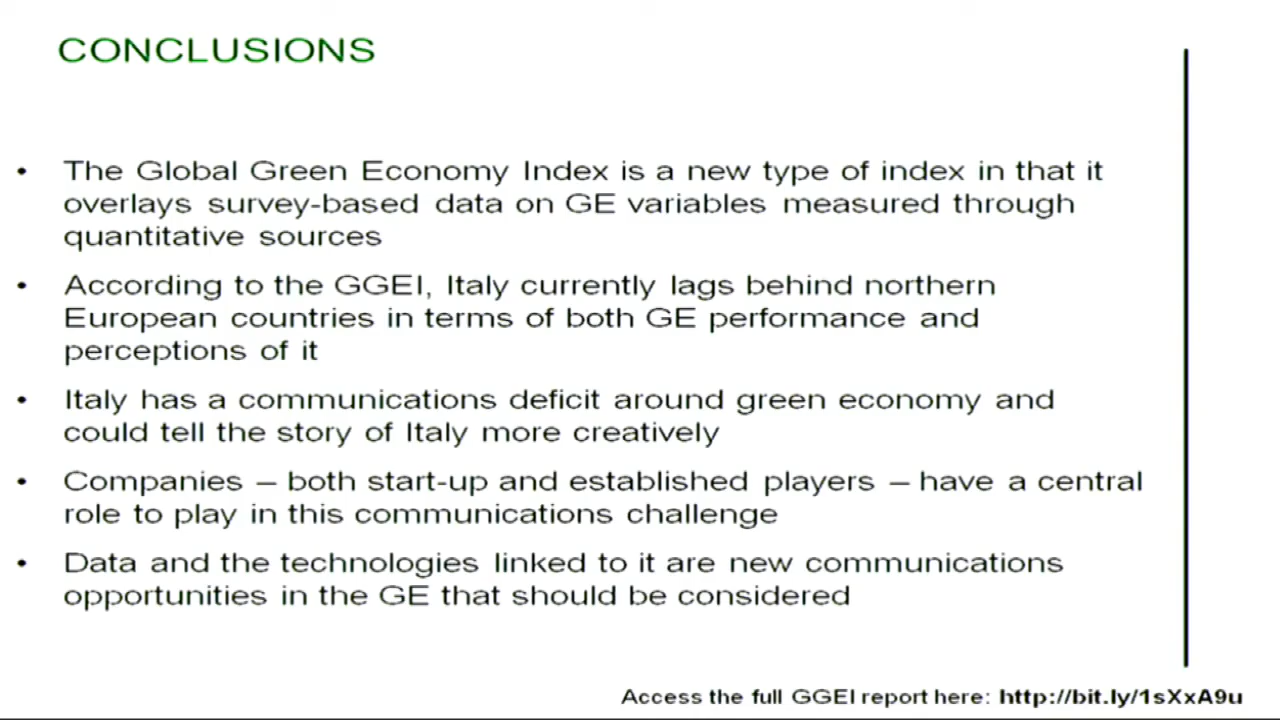 CONCLUSIONS
• The Global Green Economy Index is a new type of index in that it
overlays survey-based data on GE variables measured through
quantitative sources
• According to the GGEI, Italy currently lags behind northern
European countries in terms of both GE performance and
perceptions of it
• Italy has a communications deficit around green economy and
could tell the story of Italy more creatively
• Companies – both start-up and established players – have a central
role to play in this communications challenge
• Data and the technologies linked to it are new communications
opportunities in the GE that should be considered
Access the full GGEI report here: http://bit.ly/1sXxA9u